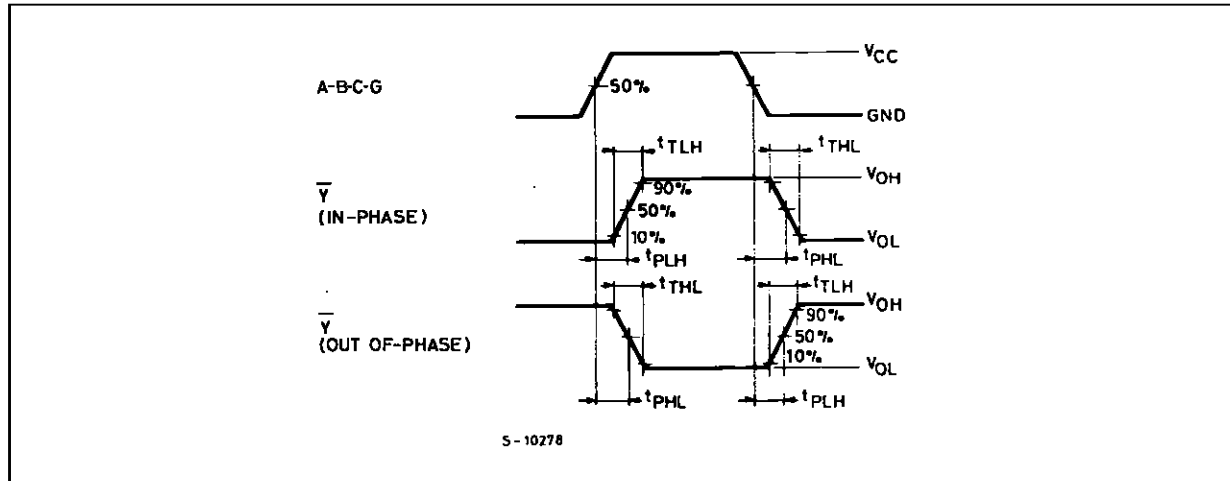 VCC
A-B-C-G
50%
GND
tTLH
tTHL
VOH
90%
Y
50%
(IN-PHASE)
10%
VOL
tPLH
tPHL
tTHL
tTLH
VOH
90%
Y
50%
(OUT OF-PHASE)
10%
VOL
tPHL
tPLH
S-10278